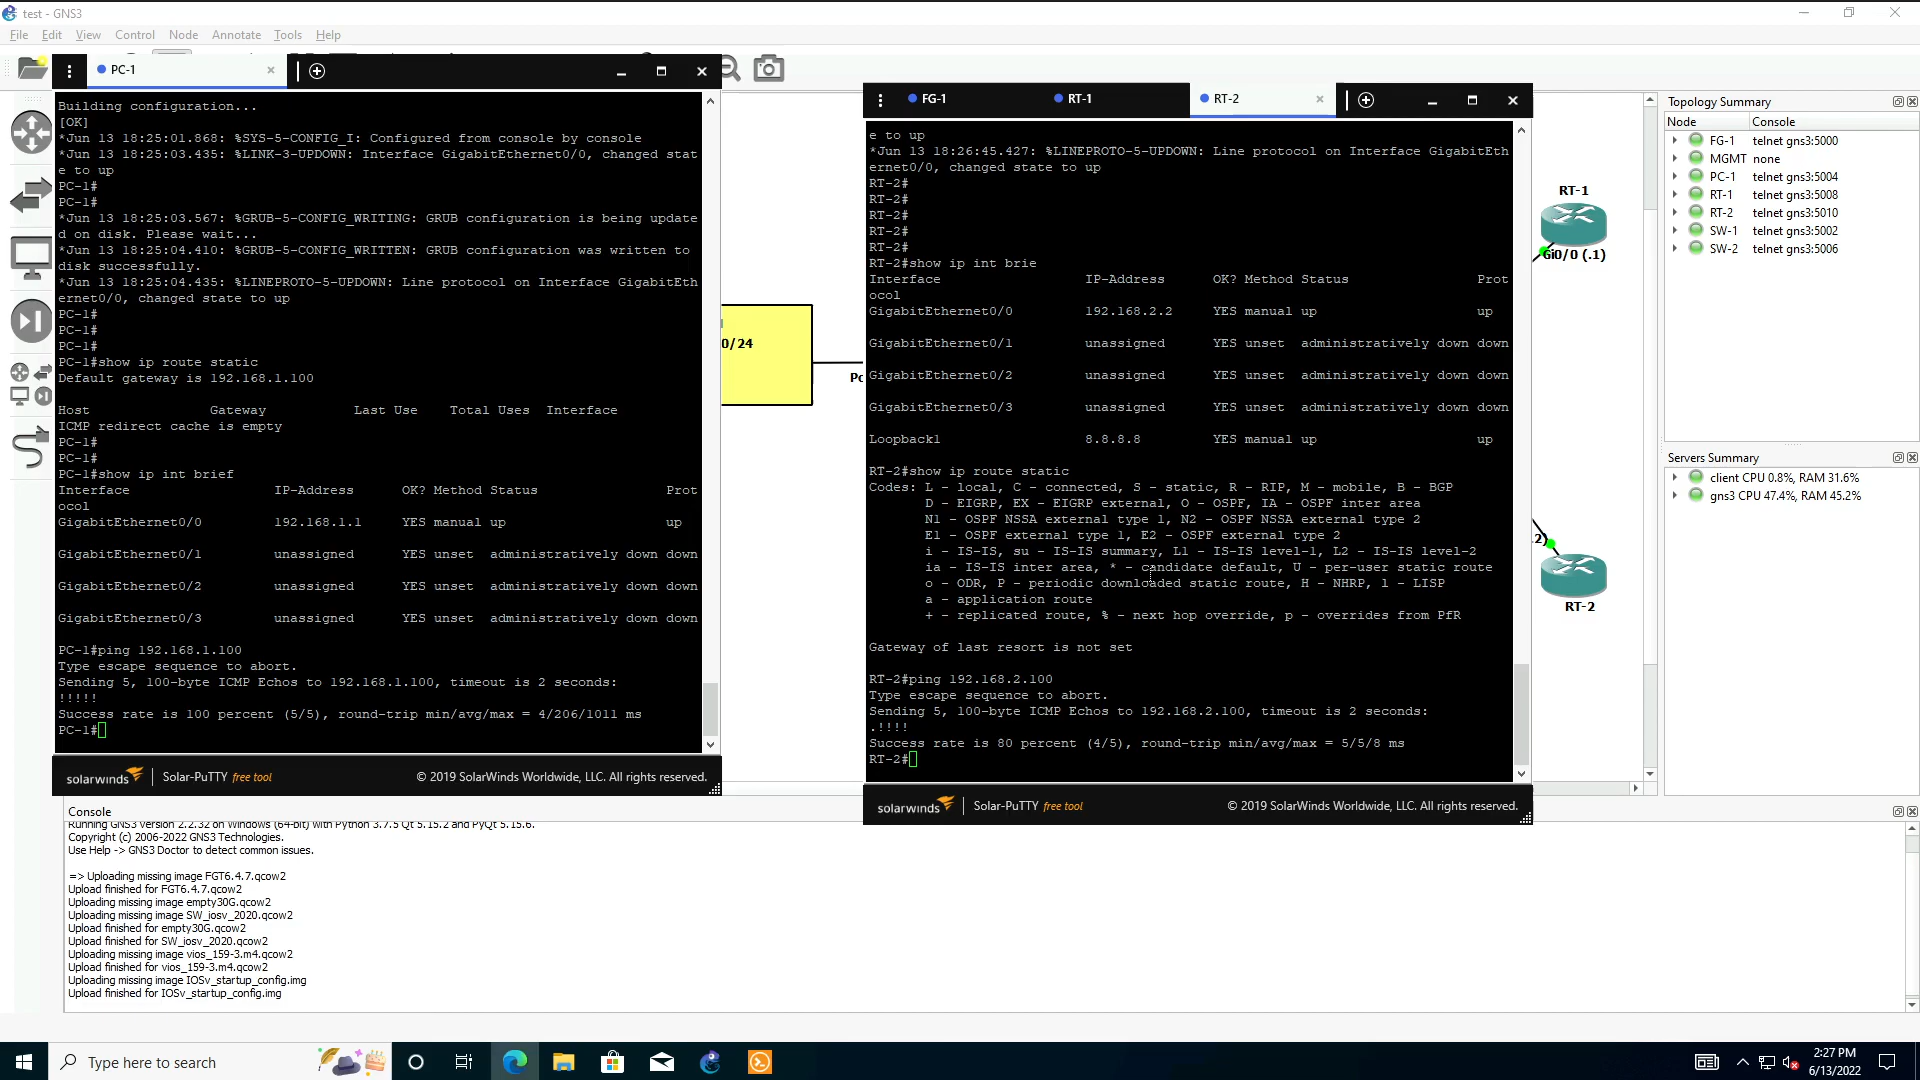 test - GNS3
File Edit View Control Node Annotate Tools Help
PC-1
Building configuration...
[OK]
*Jun 13 18:25:01.868: %SYS-5-CONFIG_I: Configured from console by console
*Jun 13 18:25:03.435: %LINK-3-UPDOWN: Interface GigabitEthernet0/0, changed stat
e to up
PC-1#
PC-1#
*Jun 13 18:25:03.567: %GRUB-5-CONFIG_WRITING: GRUB configuration is being update
d on disk. Please wait...
*Jun 13 18:25:04.410: %GRUB-5-CONFIG_WRITTEN: GRUB configuration was written to
disk successfully.
*Jun 13 18:25:04.435: %LINEPROTO-5-UPDOWN: Line protocol on Interface GigabitEth
ernet0/0, changed state to up
PC-1#
PC-1#
PC-1#
PC-1#show ip route static
Default gateway is 192.168.1.100
Host Gateway Last Use Total Uses Interface
ICMP redirect cache is empty
PC-1#
PC-1#
PC-1#show ip int brief
Interface IP-Address OK? Method Status Prot
ocol
GigabitEthernet0/0 192.168.1.1 YES manual up up
GigabitEthernet0/1 unassigned YES unset administratively down down
GigabitEthernet0/2 unassigned YES unset administratively down down
GigabitEthernet0/3 unassigned YES unset administratively down down
PC-1#ping 192.168.1.100
Type escape sequence to abort.
Sending 5, 100-byte ICMP Echos to 192.168.1.100, timeout is 2 seconds:
!!!!!
Success rate is 100 percent (5/5), round-trip min/avg/max = 4/206/1011 ms
PC-1#
solarwinds Solar-PuTTY free tool © 2019 SolarWinds Worldwide, LLC. All rights reserved.
0/24
Po
FG-1 RT-1 RT-2
e to up
*Jun 13 18:26:45.427: %LINEPROTO-5-UPDOWN: Line protocol on Interface GigabitEth
ernet0/0, changed state to up
RT-2#
RT-2#
RT-2#
RT-2#
RT-2#
RT-2#show ip int brie
Interface IP-Address OK? Method Status Prot
ocol
GigabitEthernet0/0 192.168.2.2 YES manual up up
GigabitEthernet0/1 unassigned YES unset administratively down down
GigabitEthernet0/2 unassigned YES unset administratively down down
GigabitEthernet0/3 unassigned YES unset administratively down down
Loopback1 8.8.8.8 YES manual up up
RT-2#show ip route static
Codes: L - local, C - connected, S - static, R - RIP, M - mobile, B - BGP
D - EIGRP, EX - EIGRP external, O - OSPF, IA - OSPF inter area
N1 - OSPF NSSA external type 1, N2 - OSPF NSSA external type 2
E1 - OSPF external type 1, E2 - OSPF external type 2
i - IS-IS, su - IS-IS summary, L1 - IS-IS level-1, L2 - IS-IS level-2
ia - IS-IS inter area, * - candidate default, U - per-user static route
o - ODR, P - periodic downloaded static route, H - NHRP, l - LISP
a - application route
+ - replicated route, % - next hop override, p - overrides from PfR
Gateway of last resort is not set
RT-2#ping 192.168.2.100
Type escape sequence to abort.
Sending 5, 100-byte ICMP Echos to 192.168.2.100, timeout is 2 seconds:
.!!!!
Success rate is 80 percent (4/5), round-trip min/avg/max = 5/5/8 ms
RT-2#
solarwinds Solar-PuTTY free tool © 2019 SolarWinds Worldwide, LLC. All rights reserved.
RT-1
Gi0/0 (.1)
.2)
RT-2
Topology Summary
Node Console
FG-1 telnet gns3:5000
MGMT none
PC-1 telnet gns3:5004
RT-1 telnet gns3:5008
RT-2 telnet gns3:5010
SW-1 telnet gns3:5002
SW-2 telnet gns3:5006
Servers Summary
client CPU 0.8%, RAM 31.6%
gns3 CPU 47.4%, RAM 45.2%
Console
Running GNS3 version 2.2.32 on Windows (64-bit) with Python 3.7.5 Qt 5.15.2 and PyQt 5.15.6.
Copyright (c) 2006-2022 GNS3 Technologies.
Use Help -> GNS3 Doctor to detect common issues.
=> Uploading missing image FGT6.4.7.qcow2
Upload finished for FGT6.4.7.qcow2
Uploading missing image empty30G.qcow2
Uploading missing image SW_iosv_2020.qcow2
Upload finished for empty30G.qcow2
Upload finished for SW_iosv_2020.qcow2
Uploading missing image vios_159-3.m4.qcow2
Upload finished for vios_159-3.m4.qcow2
Uploading missing image IOSv_startup_config.img
Upload finished for IOSv_startup_config.img
Type here to search
2:27 PM
6/13/2022